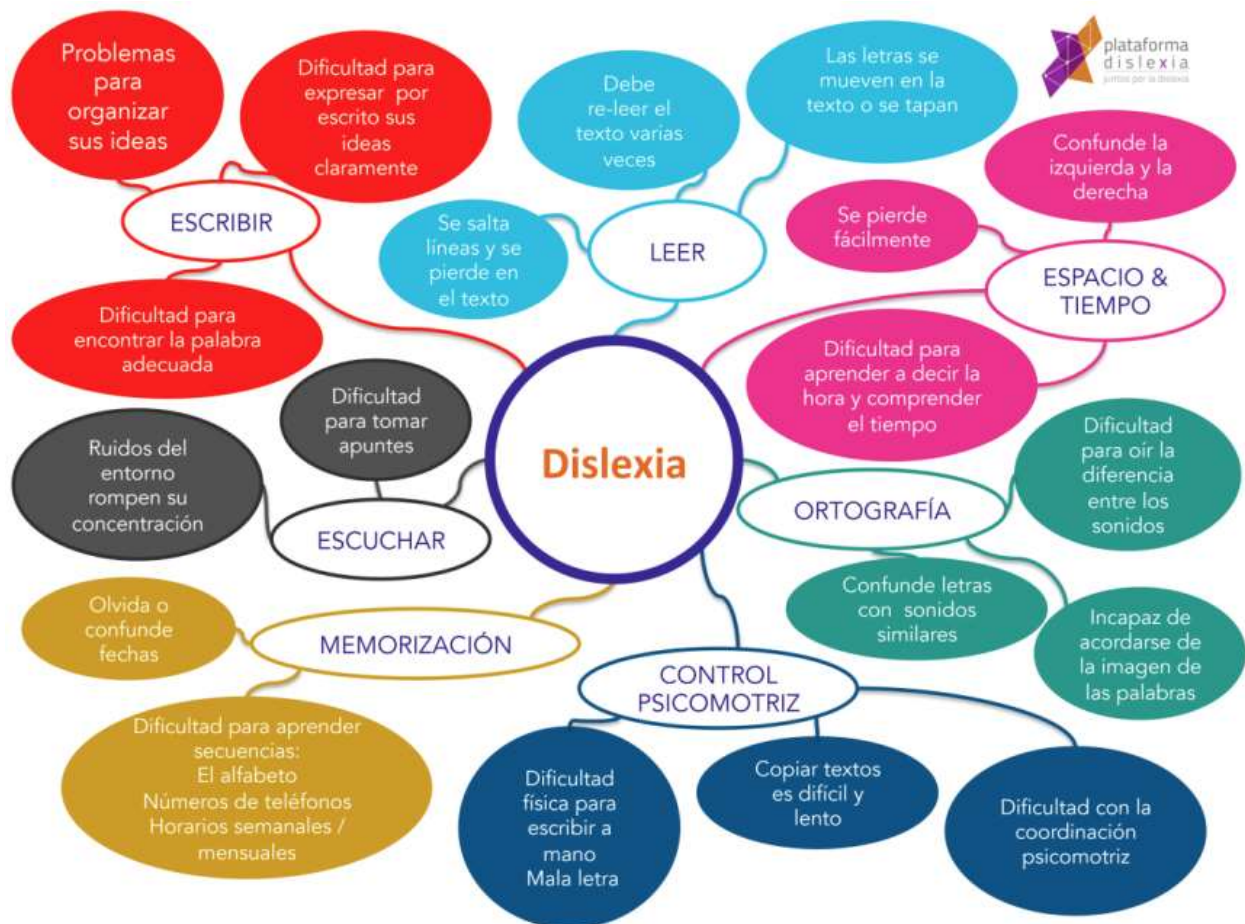 Problemas
para
organizar
sus ideas
Dificultad para
expresar por
escrito sus
ideas
claramente
ESCRIBIR
Dificultad para
encontrar la palabra
adecuada
Debe
re-leer el
texto varias
veces
Las letras se
mueven en la
texto o se tapan
Se salta
líneas y se
pierde en
el texto
LEER
plataforma
dislexia
juntos por la dislexia
Confunde la
izquierda y la
derecha
Se pierde
fácilmente
ESPACIO &
TIEMPO
Dificultad para
aprender a decir la
hora y comprender
el tiempo
Dislexia
Dificultad
para tomar
apuntes
Ruidos del
entorno
rompen su
concentración
ESCUCHAR
ORTOGRAFÍA
Dificultad
para oír la
diferencia
entre los
sonidos
Confunde letras
con sonidos
similares
Incapaz de
acordarse de
la imagen de
las palabras
Olvida o
confunde
fechas
MEMORIZACIÓN
Dificultad para aprender
secuencias:
El alfabeto
Números de teléfonos
Horarios semanales /
mensuales
CONTROL
PSICOMOTRIZ
Dificultad
física para
escribir a
mano
Mala letra
Copiar textos
es difícil y
lento
Dificultad con la
coordinación
psicomotriz